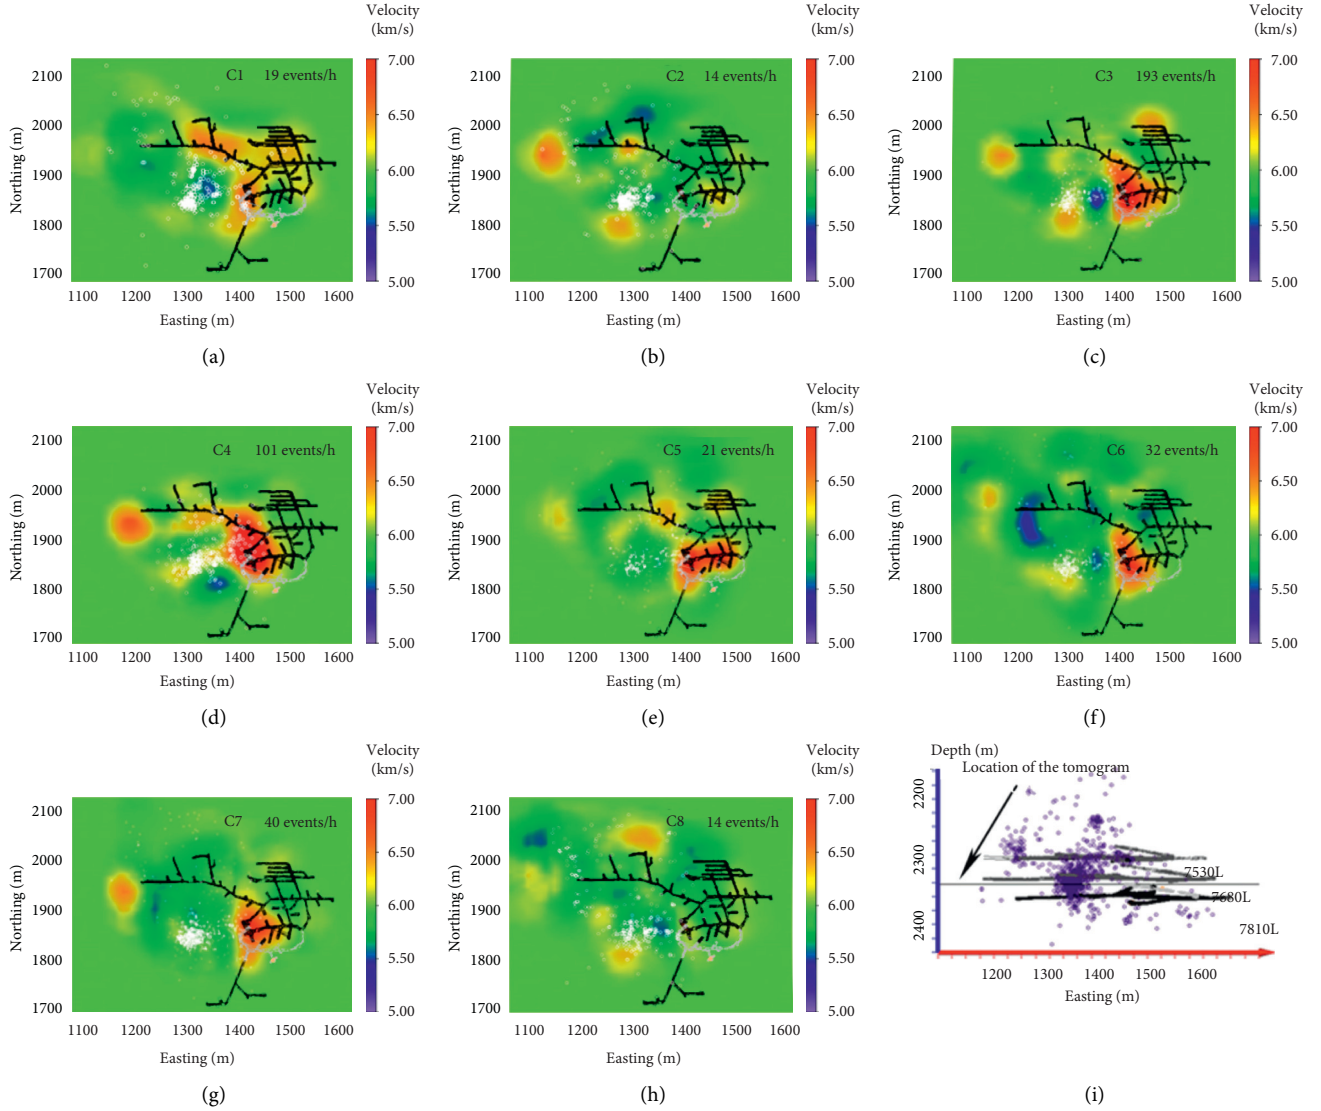 Velocity
(km/s)
C1 19 events/h
7.00
6.50
6.00
5.50
5.00
Northing (m)
2100
2000
1900
1800
1700
1100 1200 1300 1400 1500 1600
Easting (m)
(a)
Velocity
(km/s)
C2 14 events/h
7.00
6.50
6.00
5.50
5.00
Northing (m)
2100
2000
1900
1800
1700
1100 1200 1300 1400 1500 1600
Easting (m)
(b)
Velocity
(km/s)
C3 193 events/h
7.00
6.50
6.00
5.50
5.00
Northing (m)
2100
2000
1900
1800
1700
1100 1200 1300 1400 1500 1600
Easting (m)
(c)
Velocity
(km/s)
C4 101 events/h
7.00
6.50
6.00
5.50
5.00
Northing (m)
2100
2000
1900
1800
1700
1100 1200 1300 1400 1500 1600
Easting (m)
(d)
Velocity
(km/s)
C5 21 events/h
7.00
6.50
6.00
5.50
5.00
Northing (m)
2100
2000
1900
1800
1700
1100 1200 1300 1400 1500 1600
Easting (m)
(e)
Velocity
(km/s)
C6 32 events/h
7.00
6.50
6.00
5.50
5.00
Northing (m)
2100
2000
1900
1800
1700
1100 1200 1300 1400 1500 1600
Easting (m)
(f)
Velocity
(km/s)
C7 40 events/h
7.00
6.50
6.00
5.50
5.00
Northing (m)
2100
2000
1900
1800
1700
1100 1200 1300 1400 1500 1600
Easting (m)
(g)
Velocity
(km/s)
C8 14 events/h
7.00
6.50
6.00
5.50
5.00
Northing (m)
2100
2000
1900
1800
1700
1100 1200 1300 1400 1500 1600
Easting (m)
(h)
Depth (m)
Location of the tomogram
2200
2300
2400
7530L
7680L
7810L
1200 1300 1400 1500 1600
Easting (m)
(i)